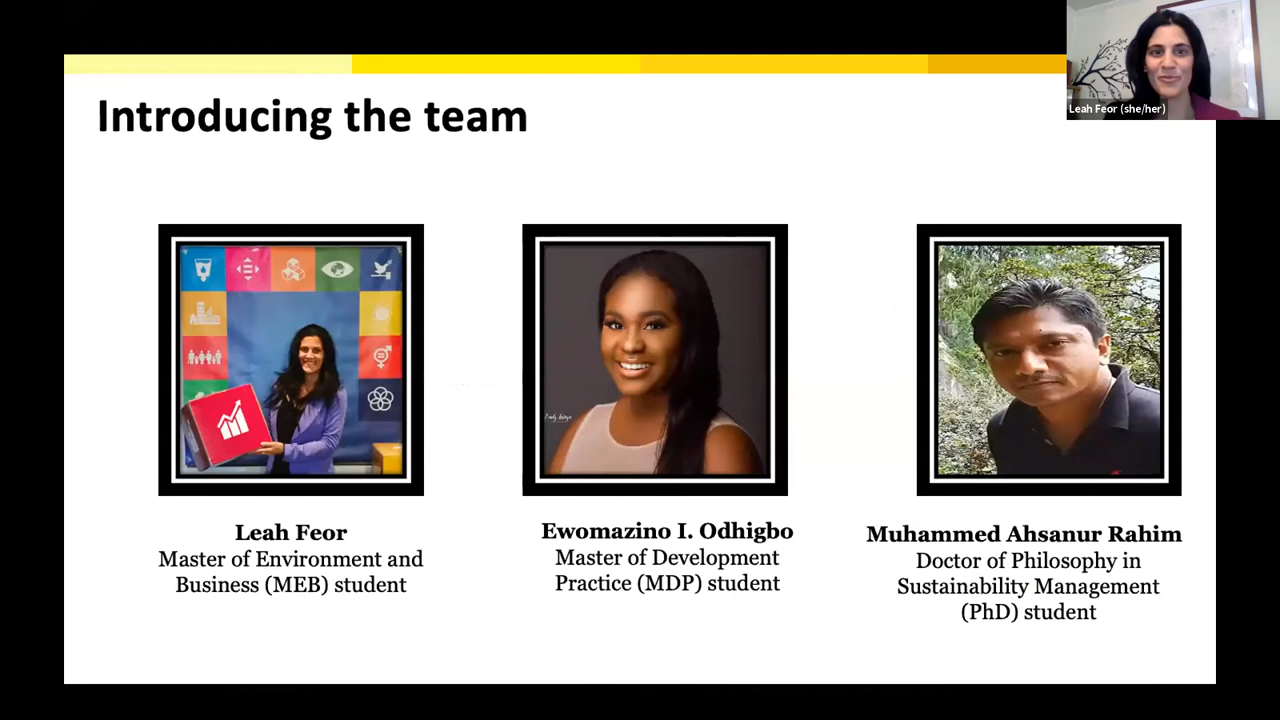 Leah Feor (she/her)
Introducing the team
Leah Feor
Master of Environment and
Business (MEB) student
Ewomazino I. Odhigbo
Master of Development
Practice (MDP) student
Muhammed Ahsanur Rahim
Doctor of Philosophy in
Sustainability Management
(PhD) student